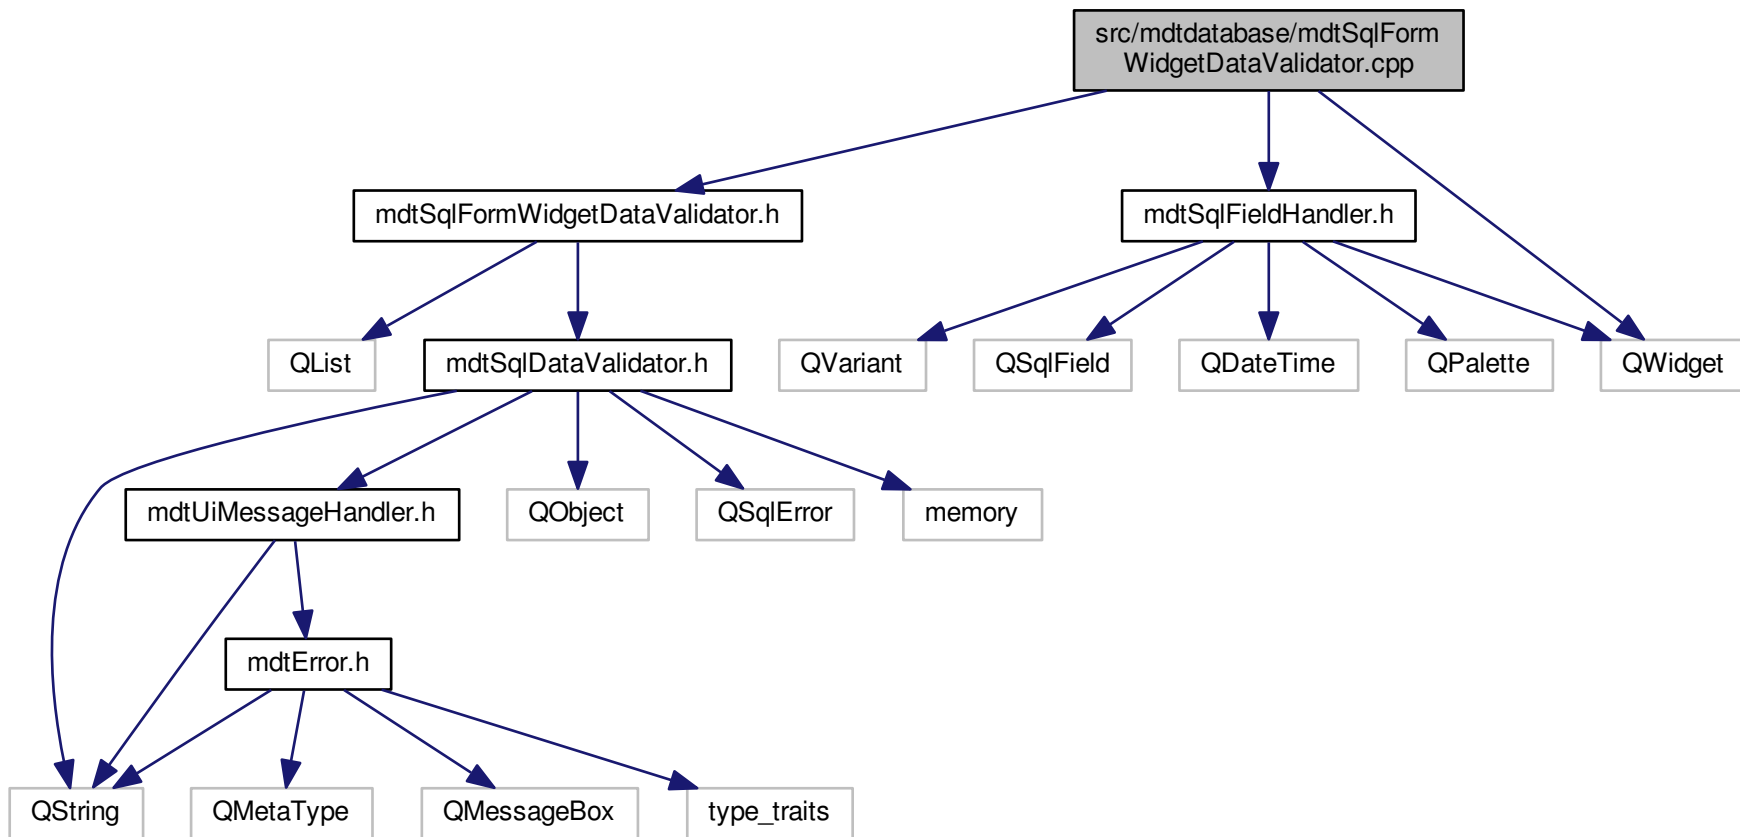 src/mdtdatabase/mdtSqlForm
WidgetDataValidator.cpp
mdtSqlFormWidgetDataValidator.h
mdtSqlFieldHandler.h
QList
mdtSqlDataValidator.h
QVariant
QSqlField
QDateTime
QPalette
QWidget
mdtUiMessageHandler.h
QObject
QSqlError
memory
mdtError.h
QString
QMetaType
QMessageBox
type_traits